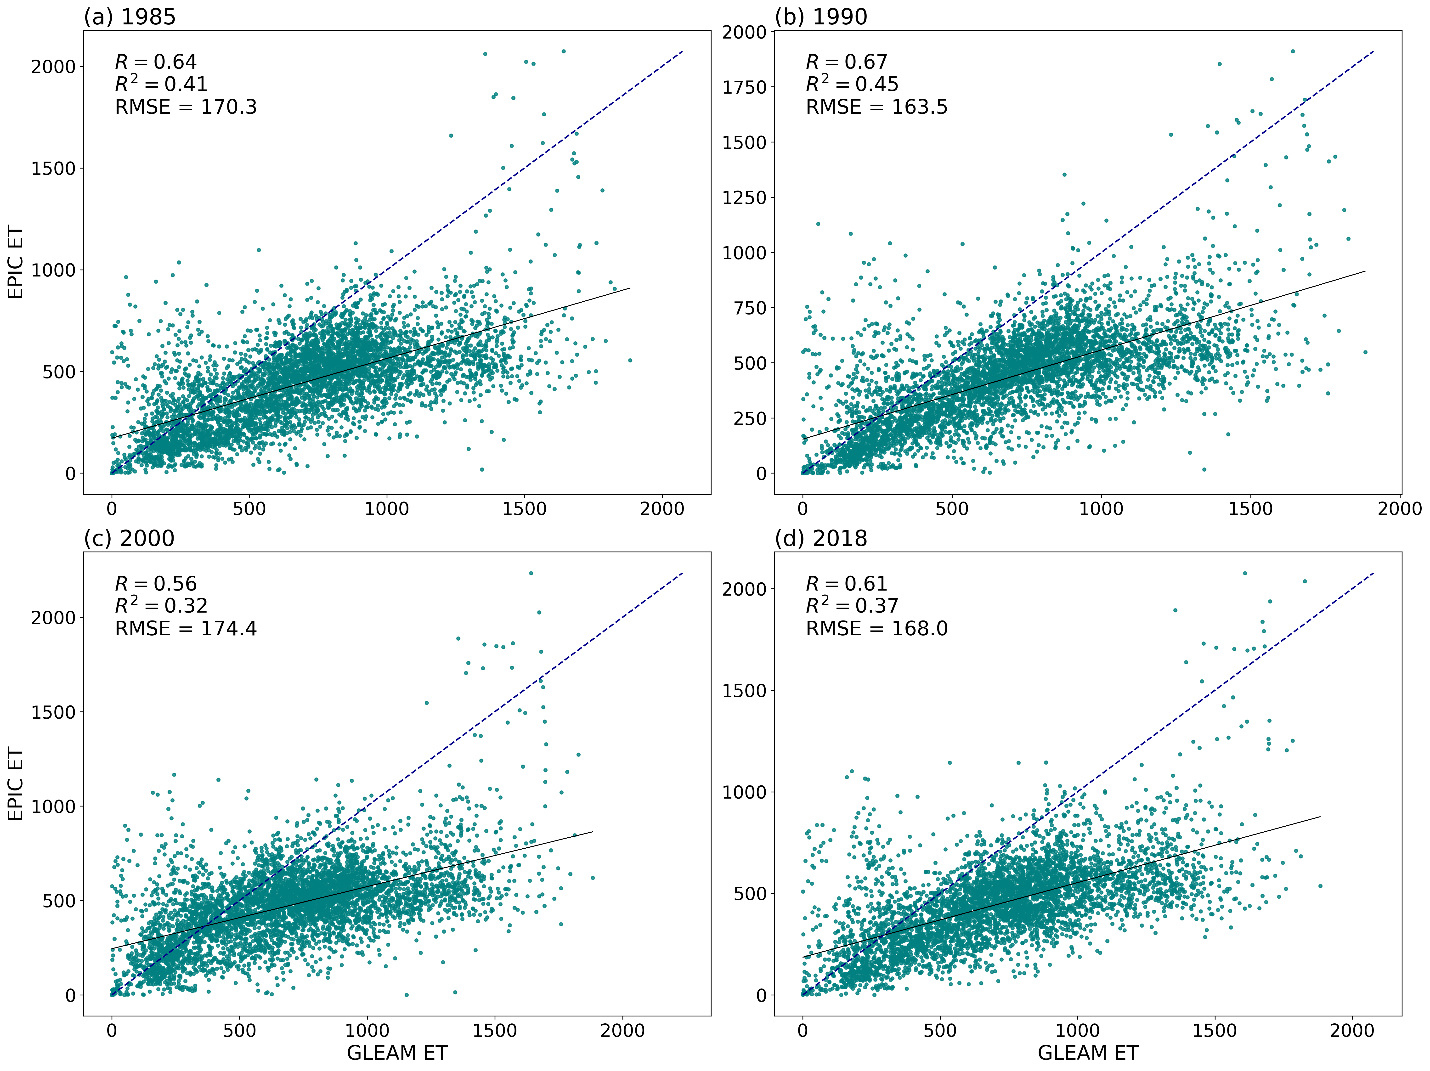 (a) 1985
R = 0.64
R² = 0.41
RMSE = 170.3
EPIC ET
2000
1500
1000
500
0
0 500 1000 1500 2000
(b) 1990
R = 0.67
R² = 0.45
RMSE = 163.5
2000
1750
1500
1250
1000
750
500
250
0
0 500 1000 1500 2000
(c) 2000
R = 0.56
R² = 0.32
RMSE = 174.4
EPIC ET
2000
1500
1000
500
0
0 500 1000 1500 2000
GLEAM ET
(d) 2018
R = 0.61
R² = 0.37
RMSE = 168.0
2000
1500
1000
500
0
0 500 1000 1500 2000
GLEAM ET